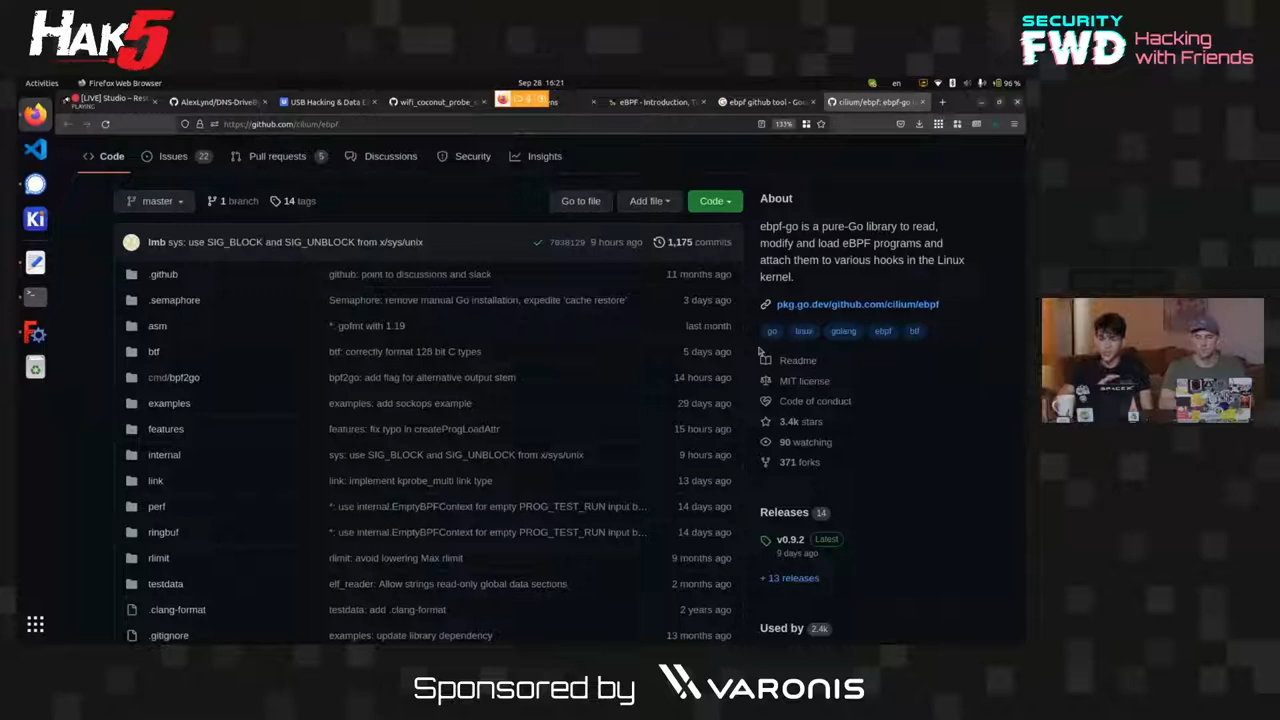 HAK5
SECURITY
FWD
Hacking
with Friends
Activities
Firefox Web Browser
Sep 28 16:21
en
96 %
[LIVE] Studio – Res
PLAYING
AlexLynd/DNS-DriveB
USB Hacking & Data E
wifi_coconut_probe_
ens
eBPF - Introduction, T
ebpf github tool - Goo
cilium/ebpf: ebpf-go is
https://github.com/cilium/ebpf
133%
Code
Issues 22
Pull requests 5
Discussions
Security
Insights
master
1 branch
14 tags
Go to file
Add file
Code
lmb sys: use SIG_BLOCK and SIG_UNBLOCK from x/sys/unix
7038129 9 hours ago
1,175 commits
.github github: point to discussions and slack 11 months ago
.semaphore Semaphore: remove manual Go installation, expedite 'cache restore' 3 days ago
asm *: gofmt with 1.19 last month
btf btf: correctly format 128 bit C types 5 days ago
cmd/bpf2go bpf2go: add flag for alternative output stem 14 hours ago
examples examples: add sockops example 29 days ago
features features: fix typo in createProgLoadAttr 15 hours ago
internal sys: use SIG_BLOCK and SIG_UNBLOCK from x/sys/unix 9 hours ago
link link: implement kprobe_multi link type 13 days ago
perf *: use internal.EmptyBPFContext for empty PROG_TEST_RUN input b... 14 days ago
ringbuf *: use internal.EmptyBPFContext for empty PROG_TEST_RUN input b... 14 days ago
rlimit rlimit: avoid lowering Max rlimit 9 months ago
testdata elf_reader: Allow strings read-only global data sections 2 months ago
.clang-format testdata: add .clang-format 2 years ago
.gitignore examples: update library dependency 13 months ago
About
ebpf-go is a pure-Go library to read,
modify and load eBPF programs and
attach them to various hooks in the Linux
kernel.
pkg.go.dev/github.com/cilium/ebpf
go linux golang ebpf btf
Readme
MIT license
Code of conduct
3.4k stars
90 watching
371 forks
Releases 14
v0.9.2 Latest
9 days ago
+ 13 releases
Used by 2.4k
Ki
SPACEX
Sponsored by VARONIS